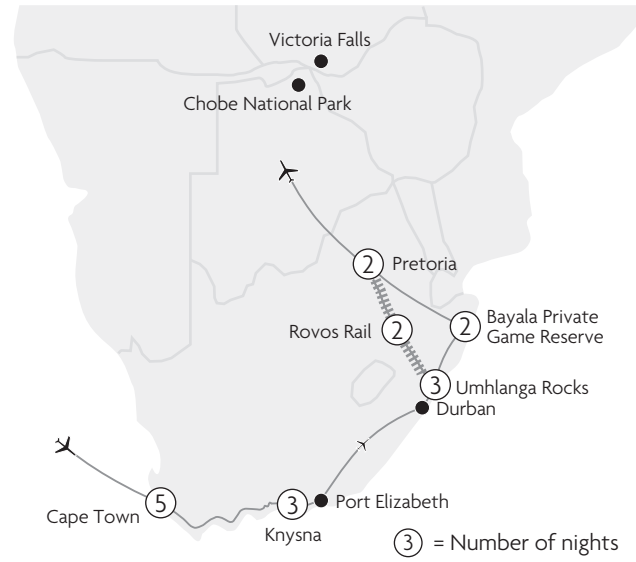 Victoria Falls
Chobe National Park
2 Pretoria
Rovos Rail 2
2 Bayala Private
Game Reserve
3 Umhlanga Rocks
Durban
5
Cape Town
3 Port Elizabeth
Knysna
3 = Number of nights